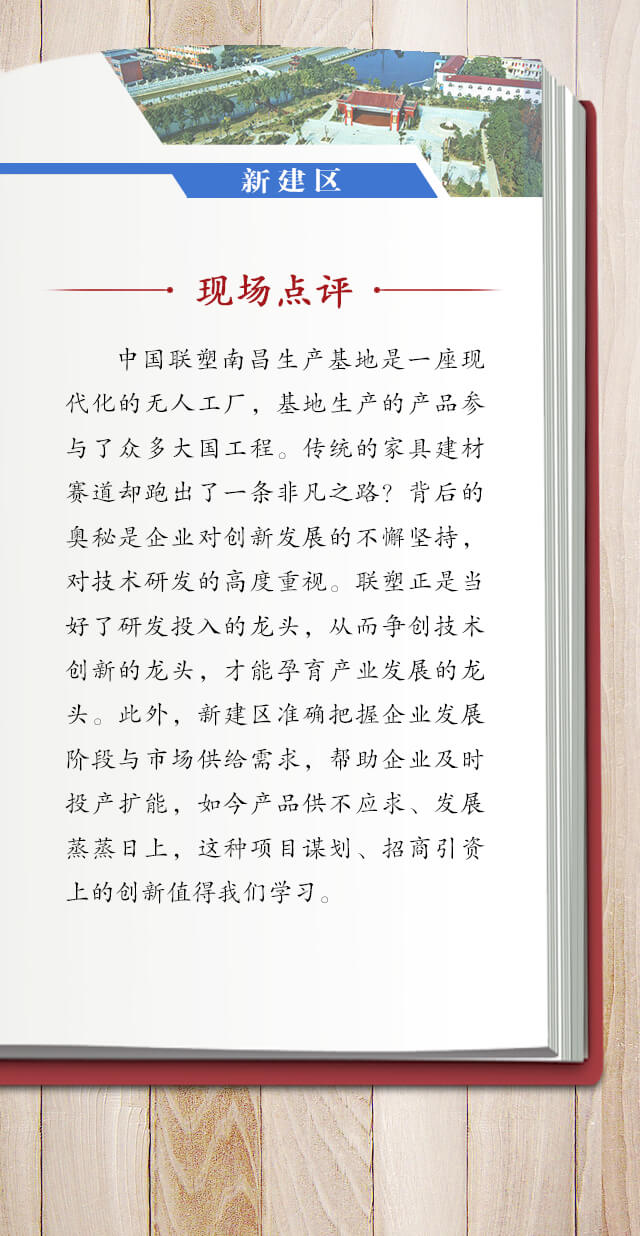 新建区
现场点评
中国联塑南昌生产基地是一座现
代化的无人工厂，基地生产的产品参
与了众多大国工程。传统的家具建材
赛道却跑出了一条非凡之路？背后的
奥秘是企业对创新发展的不懈坚持，
对技术研发的高度重视。联塑正是当
好了研发投入的龙头，从而争创技术
创新的龙头，才能孕育产业发展的龙
头。此外，新建区准确把握企业发展
阶段与市场供给需求，帮助企业及时
投产扩能，如今产品供不应求、发展
蒸蒸日上，这种项目谋划、招商引资
上的创新值得我们学习。